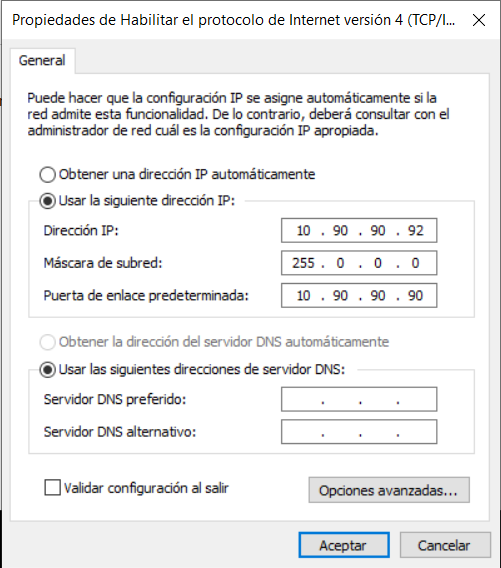 Propiedades de Habilitar el protocolo de Internet versión 4 (TCP/I...
General
Puede hacer que la configuración IP se asigne automáticamente si la
red admite esta funcionalidad. De lo contrario, deberá consultar con el
administrador de red cuál es la configuración IP apropiada.
Obtener una dirección IP automáticamente
Usar la siguiente dirección IP:
Dirección IP: 10 . 90 . 90 . 92
Máscara de subred: 255 . 0 . 0 . 0
Puerta de enlace predeterminada: 10 . 90 . 90 . 90
Obtener la dirección del servidor DNS automáticamente
Usar las siguientes direcciones de servidor DNS:
Servidor DNS preferido: . . .
Servidor DNS alternativo: . . .
Validar configuración al salir
Opciones avanzadas...
Aceptar Cancelar